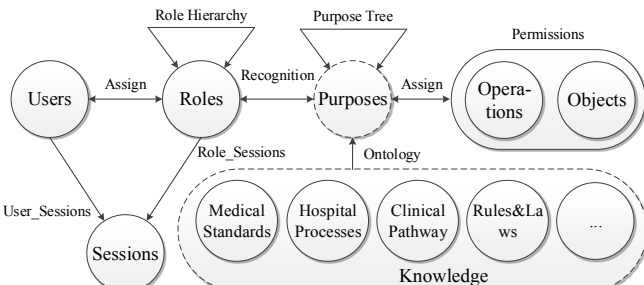 Role Hierarchy
Purpose Tree
Permissions
Users
Assign
Roles
Recognition
Purposes
Assign
Opera-
tions
Objects
Role_Sessions
Ontology
User_Sessions
Sessions
Medical
Standards
Hospital
Processes
Clinical
Pathway
Rules&La
ws
...
Knowledge